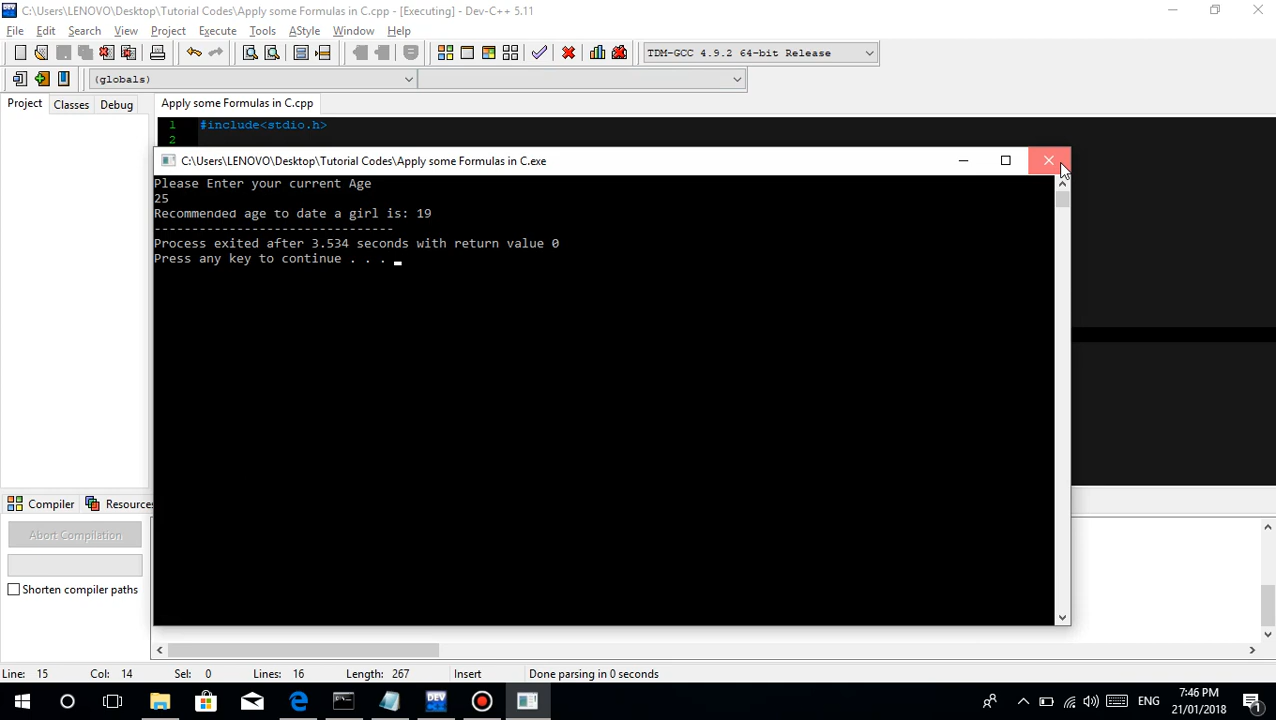 C:\Users\LENOVO\Desktop\Tutorial Codes\Apply some Formulas in C.cpp - [Executing] - Dev-C++ 5.11
File Edit Search View Project Execute Tools AStyle Window Help
TDM-GCC 4.9.2 64-bit Release
(globals)
Project Classes Debug Apply some Formulas in C.cpp
1 #include<stdio.h>
2
C:\Users\LENOVO\Desktop\Tutorial Codes\Apply some Formulas in C.exe
Please Enter your current Age
25
Recommended age to date a girl is: 19
--------------------------------
Process exited after 3.534 seconds with return value 0
Press any key to continue . . .
Compiler Resources
Abort Compilation
Shorten compiler paths
Line: 15 Col: 14 Sel: 0 Lines: 16 Length: 267 Insert Done parsing in 0 seconds
DEV
ENG
7:46 PM
21/01/2018
1